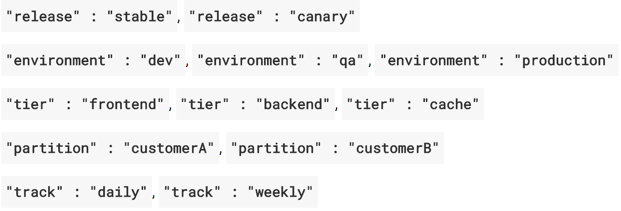 "release" : "stable", "release" : "canary"
"environment" : "dev", "environment" : "qa", "environment" : "production"
"tier" : "frontend", "tier" : "backend", "tier" : "cache"
"partition" : "customerA", "partition" : "customerB"
"track" : "daily", "track" : "weekly"